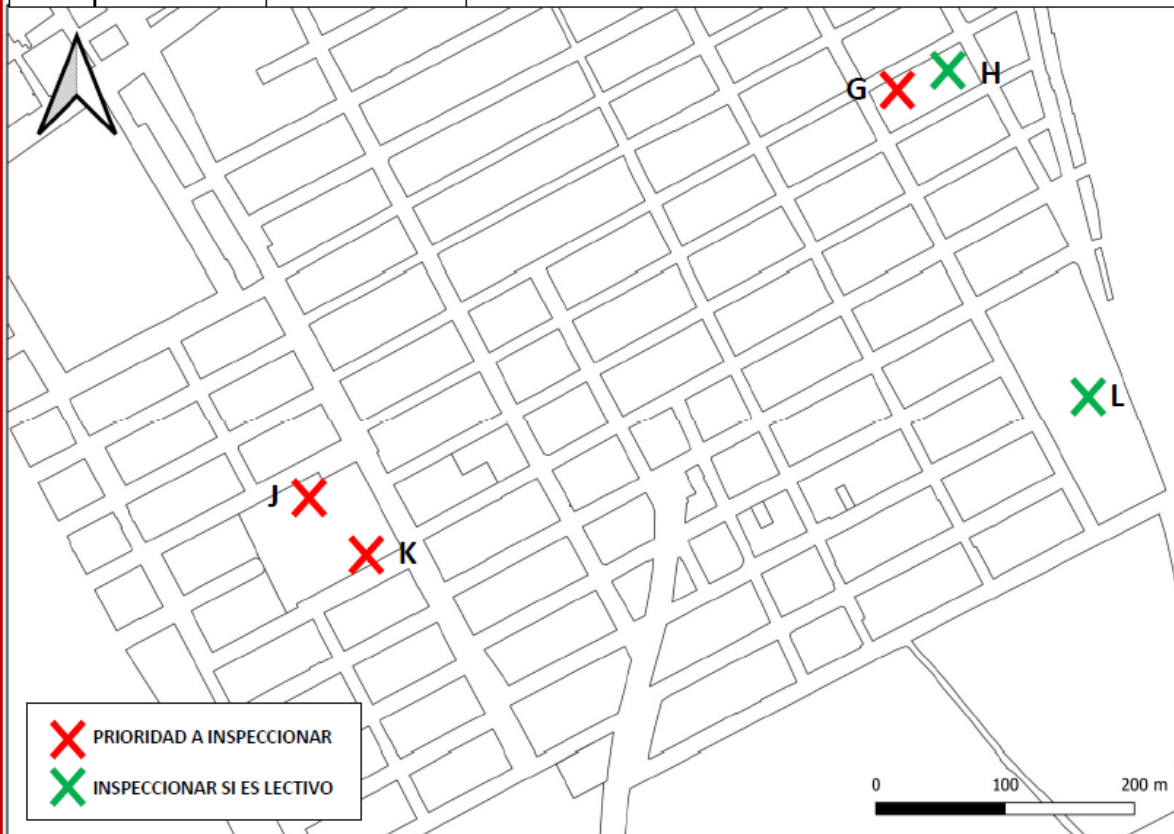 G
H
L
J
K
PRIORIDAD A INSPECCIONAR
INSPECCIONAR SI ES LECTIVO
0 100 200 m